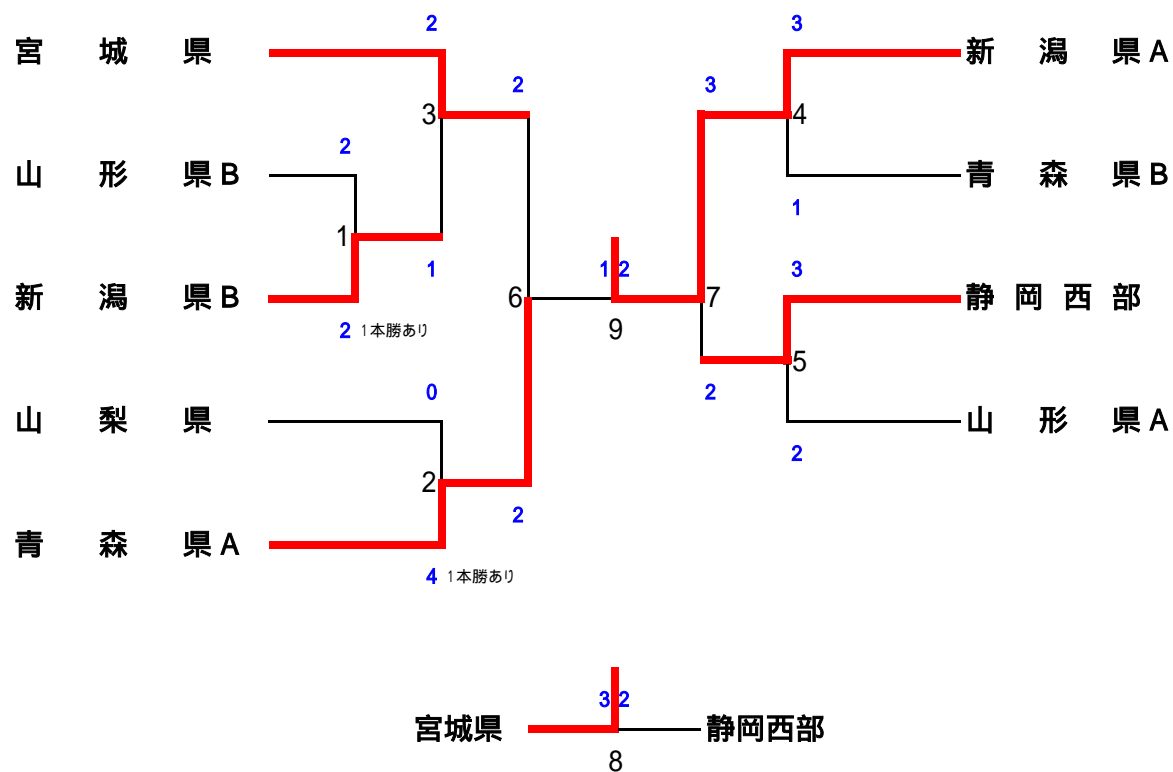 2 3
宮城県 新潟県A
2 3
3 4
2
山形県B 青森県B
1
1
1 3
1 2
新潟県B 6 7 静岡西部
2 1本勝あり 9
5
0 2
山梨県 山形県A
2
2
2
青森県A
4 1本勝あり
3 2
宮城県 静岡西部
8